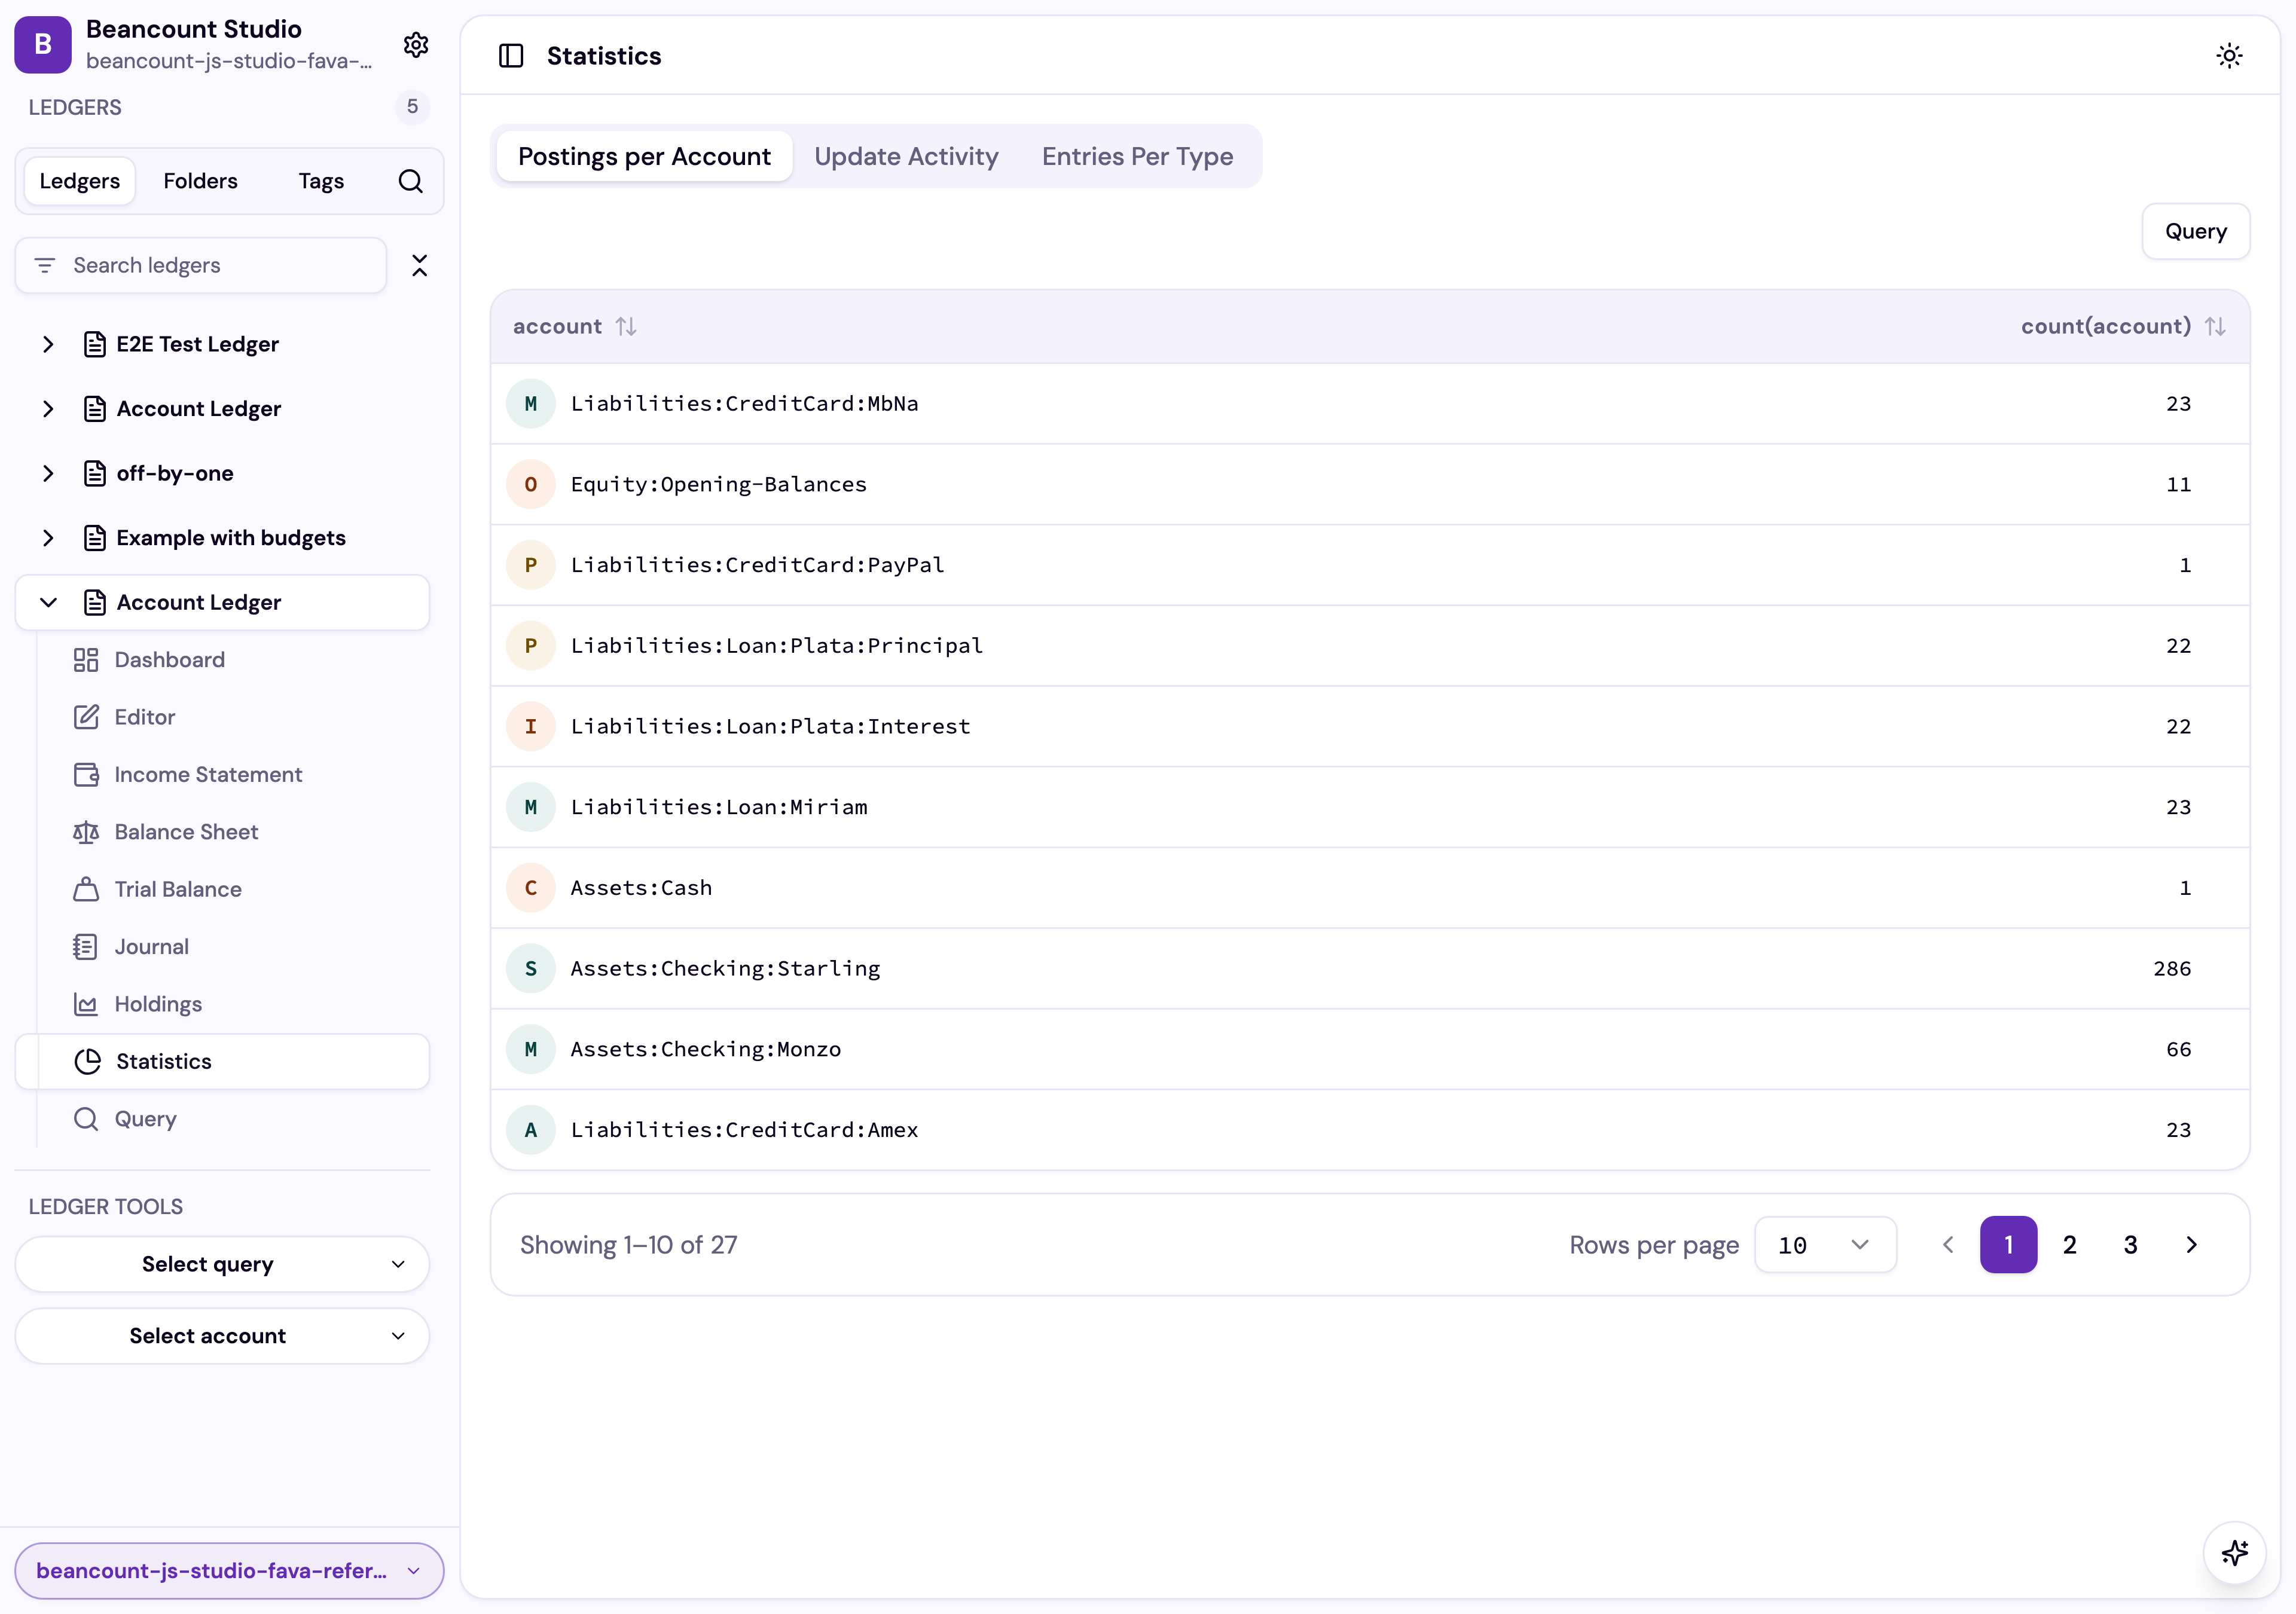 B
Beancount Studio
beancount-js-studio-fava-...
LEDGERS
5
Ledgers
Folders
Tags
Search ledgers
E2E Test Ledger
Account Ledger
off-by-one
Example with budgets
Account Ledger
Dashboard
Editor
Income Statement
Balance Sheet
Trial Balance
Journal
Holdings
Statistics
Query
LEDGER TOOLS
Select query
Select account
beancount-js-studio-fava-refer...
Statistics
Postings per Account
Update Activity
Entries Per Type
Query
account count(account)
M Liabilities:CreditCard:MbNa 23
O Equity:Opening-Balances 11
P Liabilities:CreditCard:PayPal 1
P Liabilities:Loan:Plata:Principal 22
I Liabilities:Loan:Plata:Interest 22
M Liabilities:Loan:Miriam 23
C Assets:Cash 1
S Assets:Checking:Starling 286
M Assets:Checking:Monzo 66
A Liabilities:CreditCard:Amex 23
Showing 1–10 of 27
Rows per page 10 1 2 3